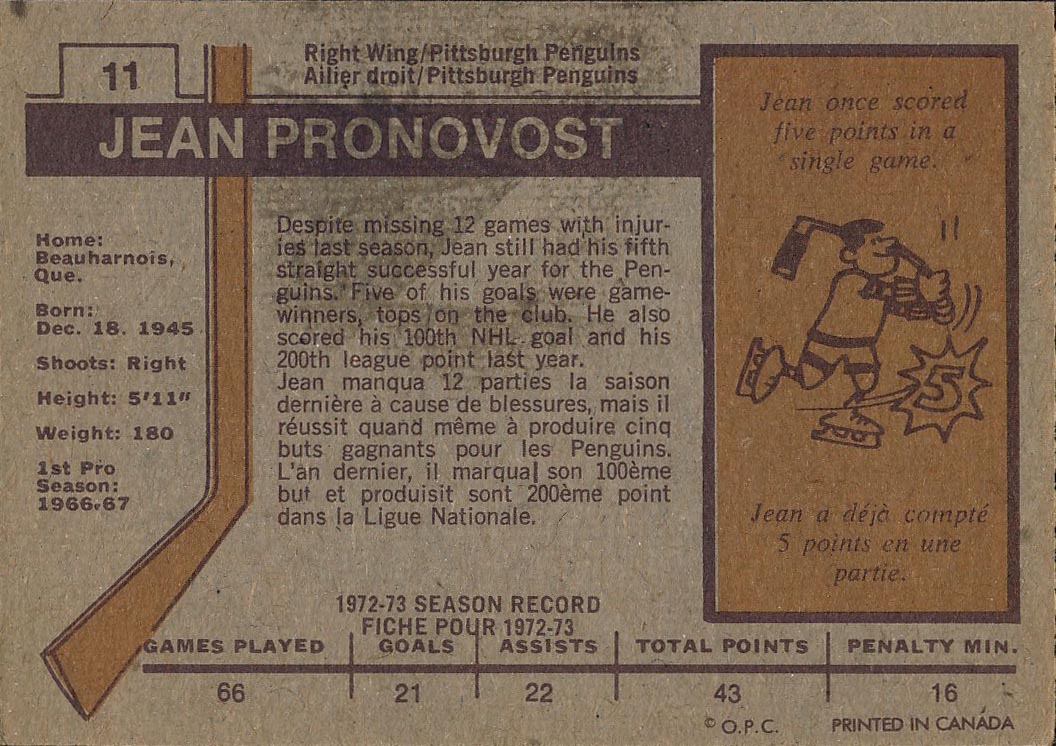 11
Right Wing/Pittsburgh Penguins
Ailier droit/Pittsburgh Penguins
JEAN PRONOVOST
Home:
Beauharnois,
Que.
Born:
Dec. 18. 1945
Shoots: Right
Height: 5'11"
Weight: 180
1st Pro
Season:
1966-67
Despite missing 12 games with injur-
ies last season, Jean still had his fifth
straight successful year for the Pen-
guins. Five of his goals were game-
winners, tops on the club. He also
scored his 100th NHL goal and his
200th league point last year.
Jean manqua 12 parties la saison
dernière à cause de blessures, mais il
réussit quand même à produire cinq
buts gagnants pour les Penguins.
L'an dernier, il marqua son 100ème
but et produisit sont 200ème point
dans la Ligue Nationale.
Jean once scored
five points in a
single game.
5
Jean a déjà compté
5 points en une
partie.
1972-73 SEASON RECORD
FICHE POUR 1972-73
GAMES PLAYED GOALS ASSISTS TOTAL POINTS PENALTY MIN.
66 21 22 43 16
© O.P.C. PRINTED IN CANADA